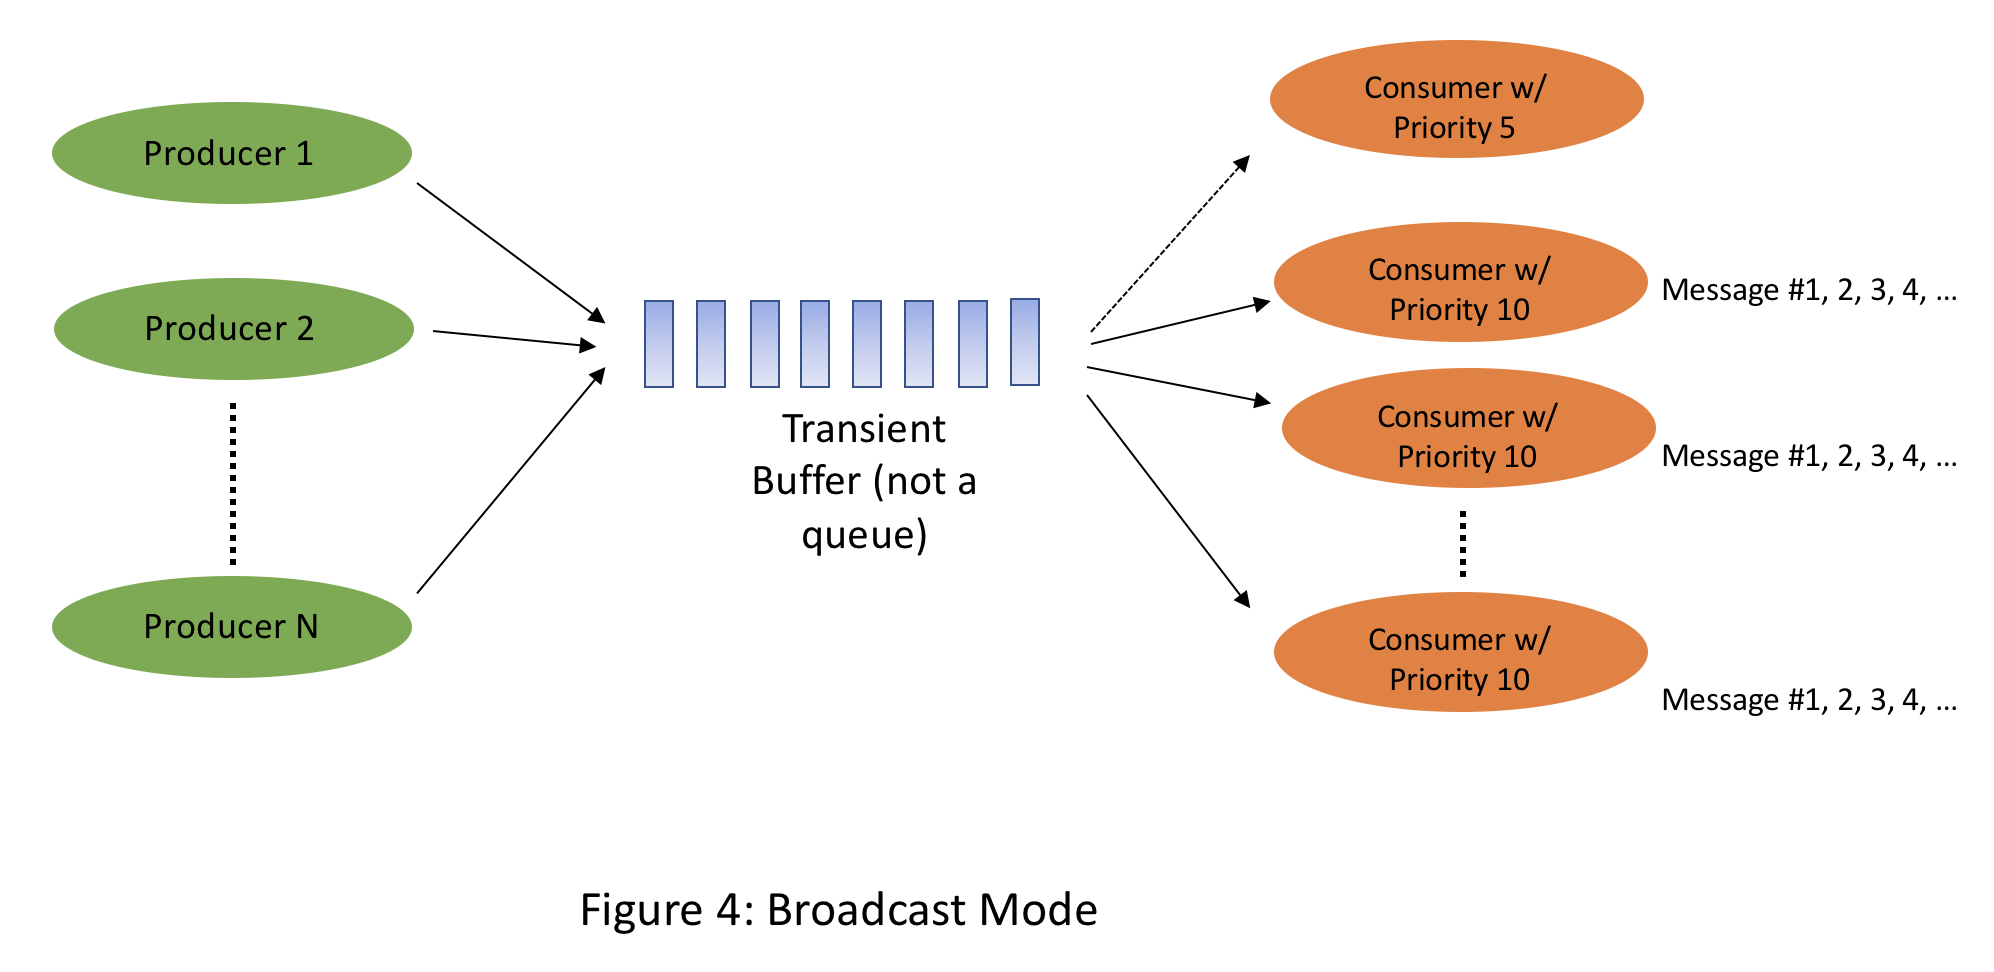 Producer 1
Producer 2
Producer N
Transient
Buffer (not a
queue)
Consumer w/
Priority 5
Consumer w/
Priority 10
Message #1, 2, 3, 4, …
Consumer w/
Priority 10
Message #1, 2, 3, 4, …
Consumer w/
Priority 10
Message #1, 2, 3, 4, …
Figure 4: Broadcast Mode